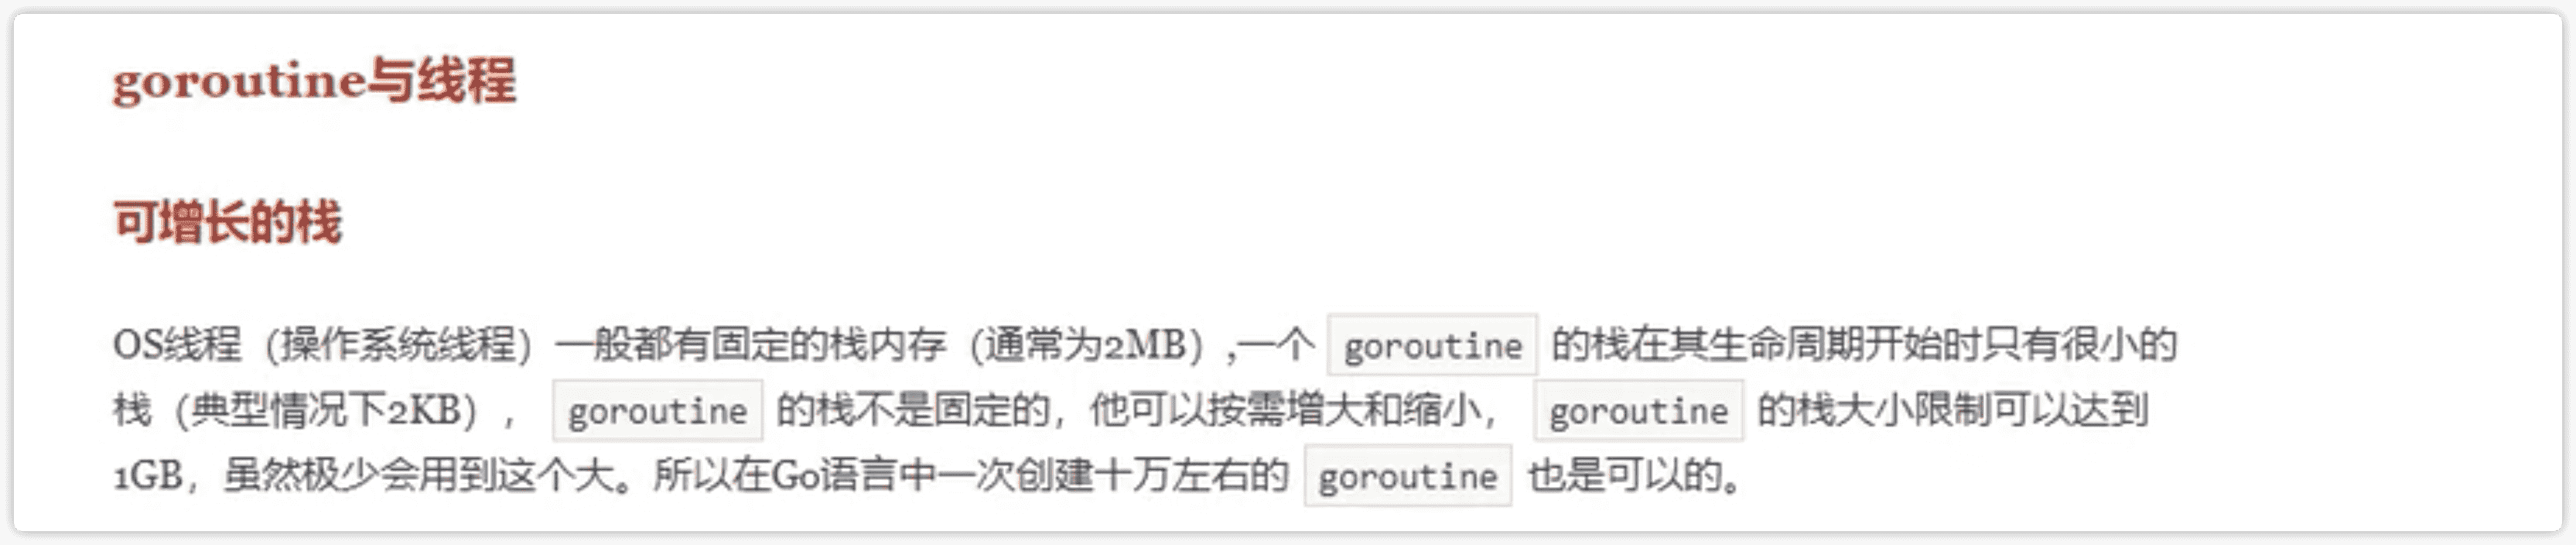 goroutine与线程
可增长的栈
OS线程（操作系统线程）一般都有固定的栈内存（通常为2MB）,一个 goroutine 的栈在其生命周期开始时只有很小的
栈（典型情况下2KB）， goroutine 的栈不是固定的，他可以按需增大和缩小， goroutine 的栈大小限制可以达到
1GB，虽然极少会用到这个大。所以在Go语言中一次创建十万左右的 goroutine 也是可以的。